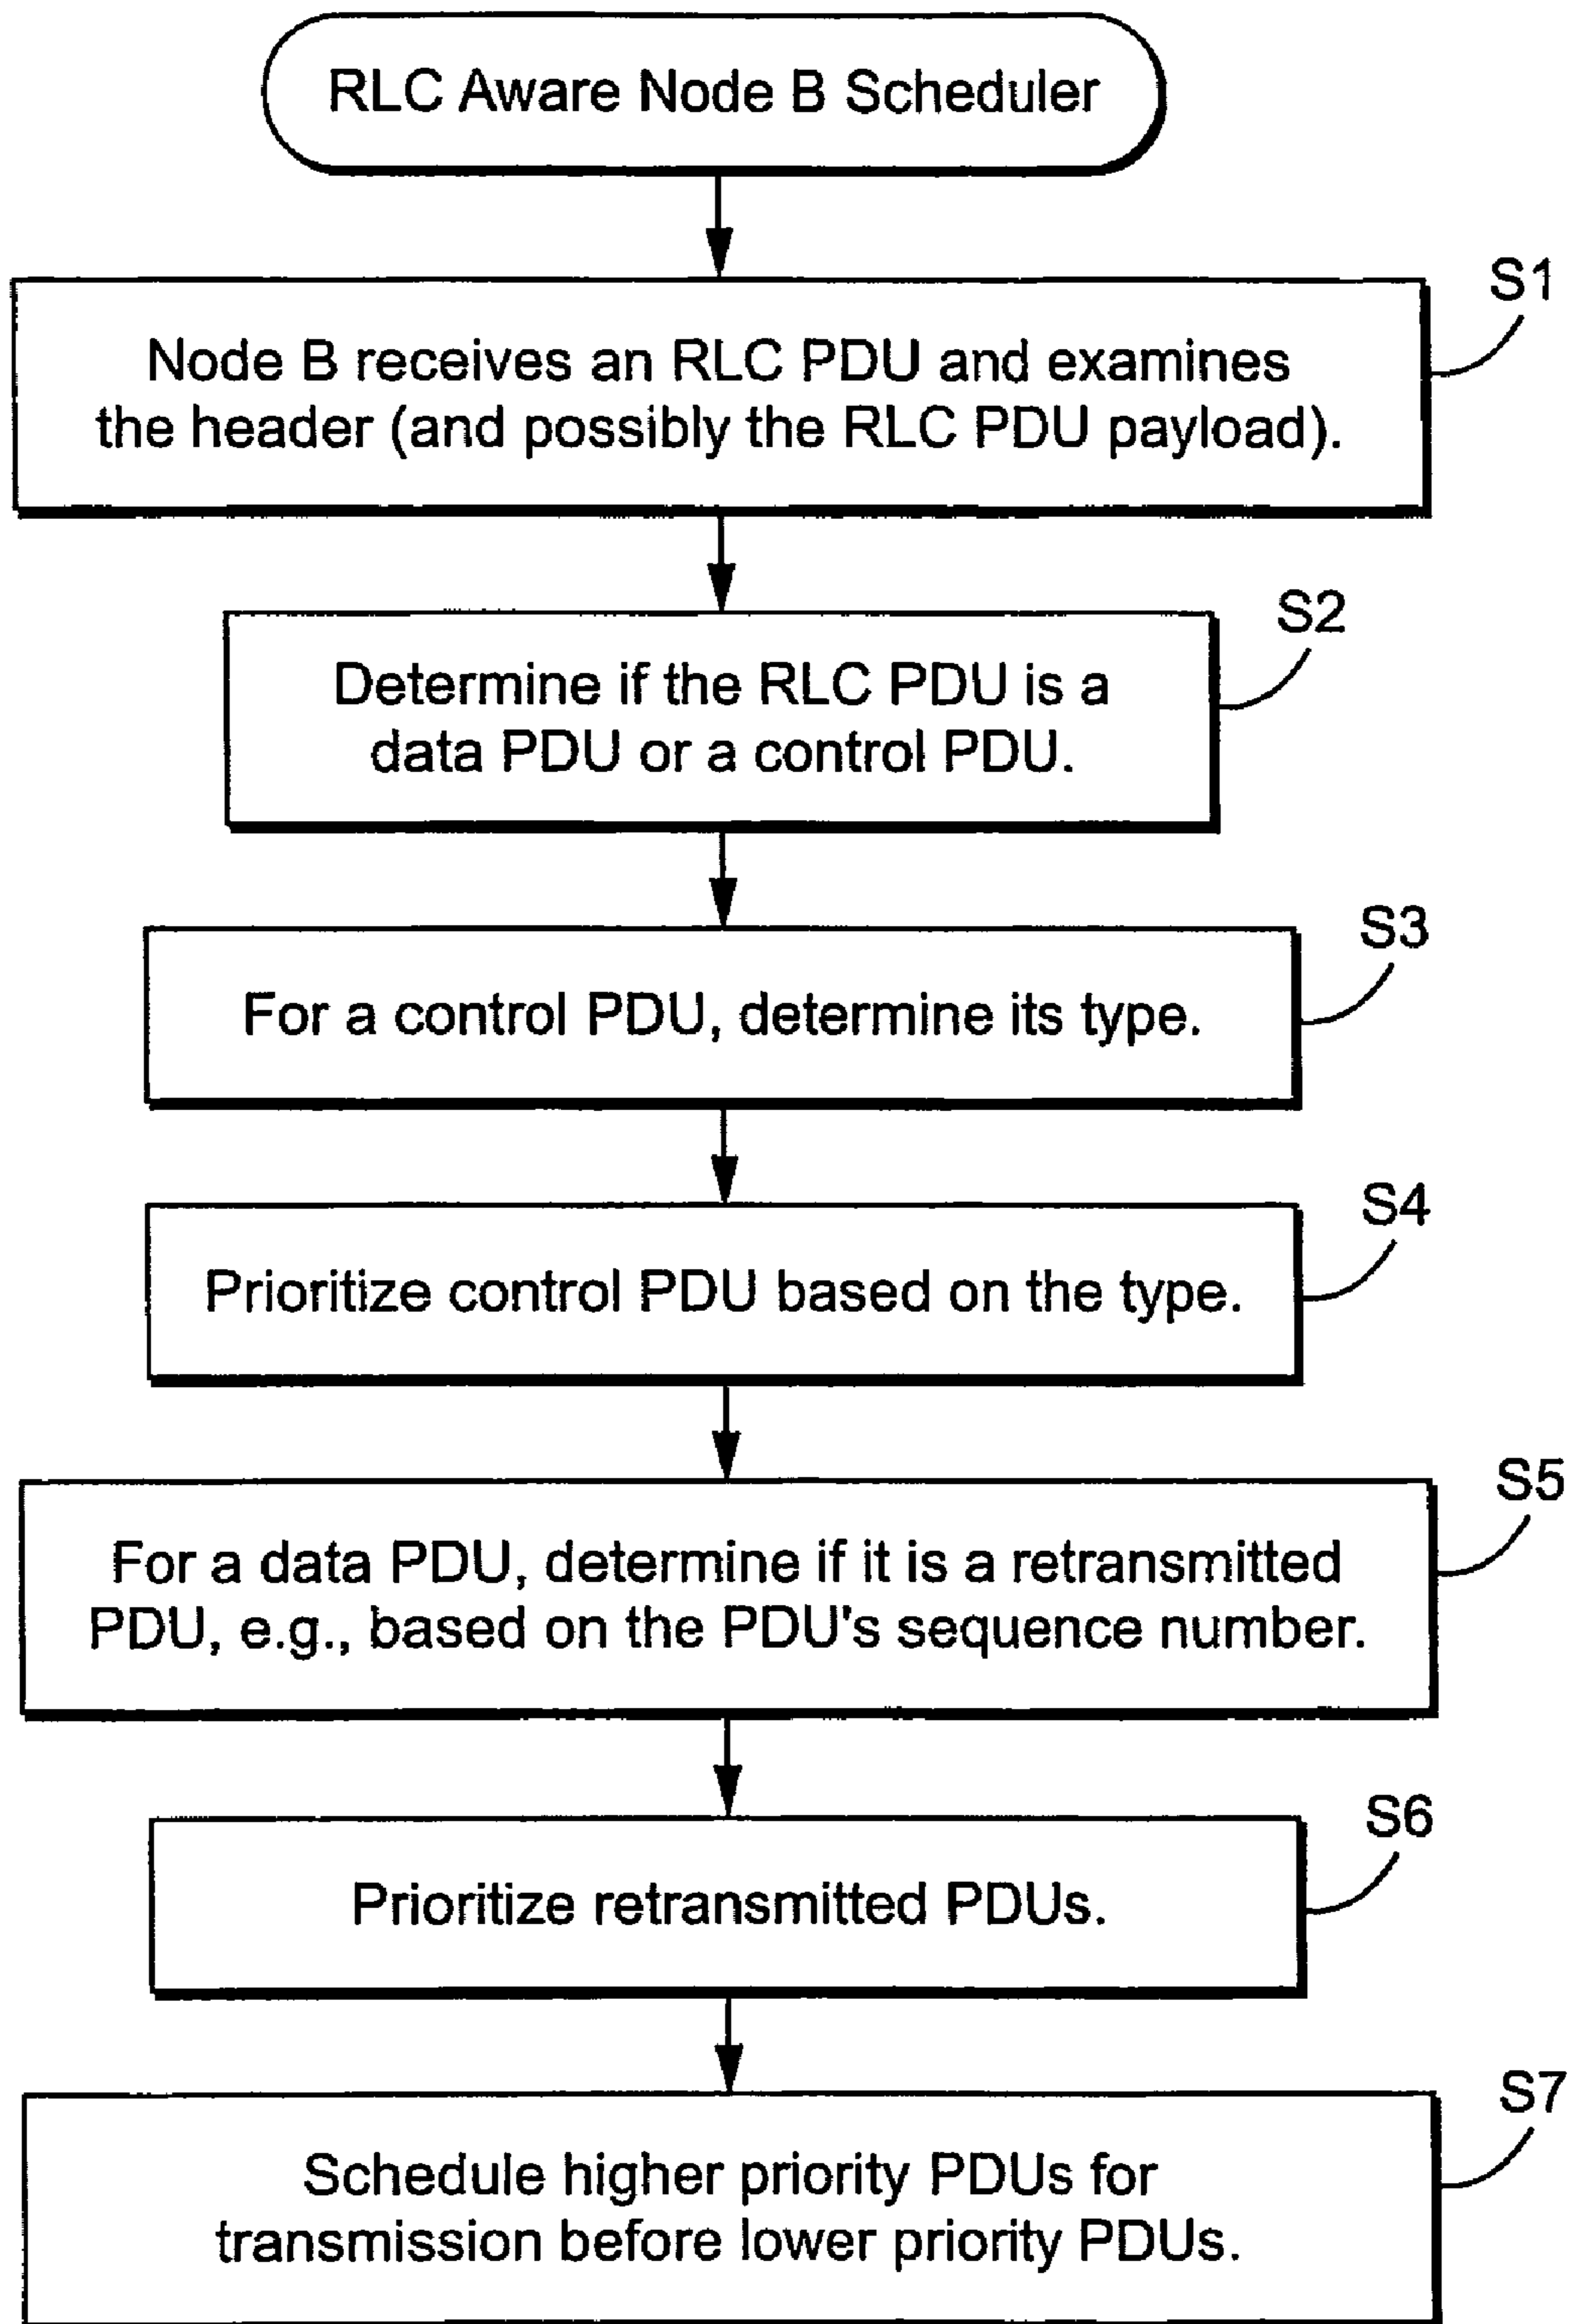 RLC Aware Node B Scheduler
S1
Node B receives an RLC PDU and examines
the header (and possibly the RLC PDU payload).
S2
Determine if the RLC PDU is a
data PDU or a control PDU.
S3
For a control PDU, determine its type.
S4
Prioritize control PDU based on the type.
S5
For a data PDU, determine if it is a retransmitted
PDU, e.g., based on the PDU's sequence number.
S6
Prioritize retransmitted PDUs.
S7
Schedule higher priority PDUs for
transmission before lower priority PDUs.